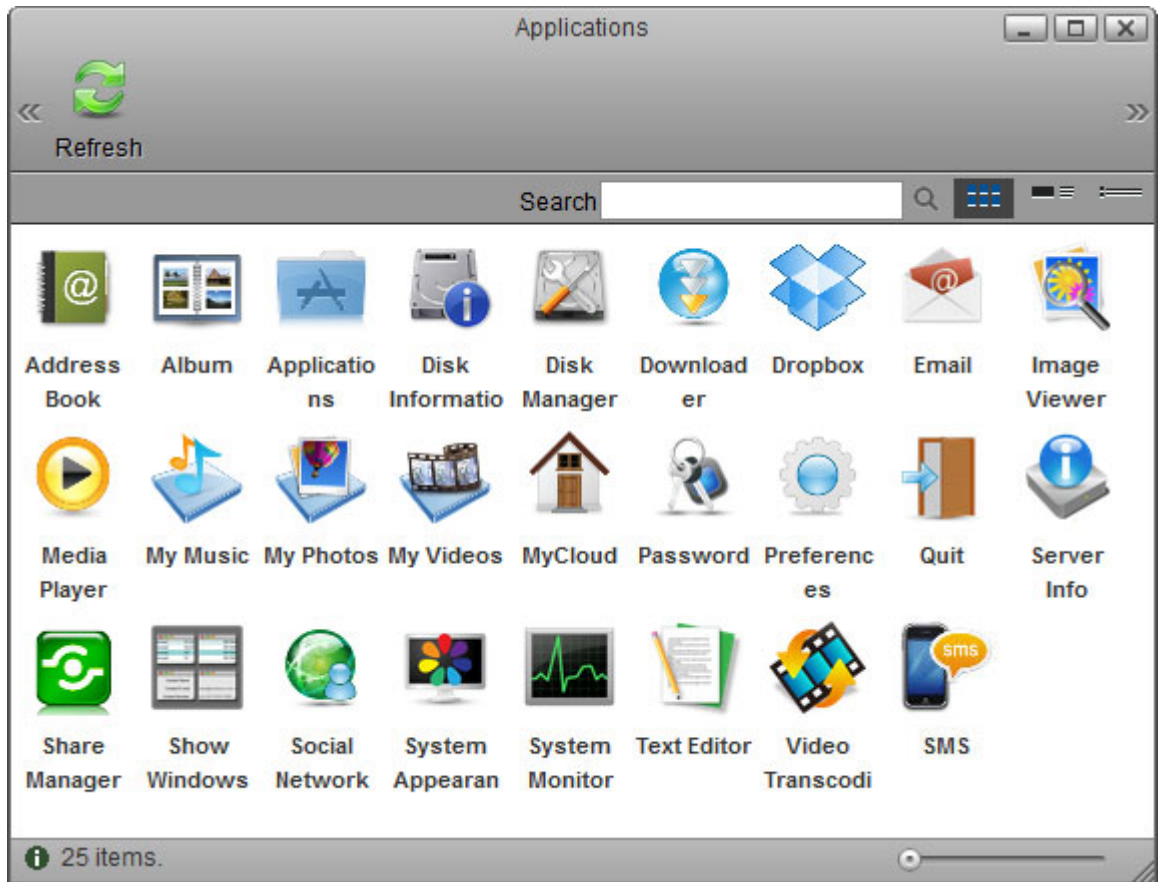 Applications
Refresh
Search
Address Album Applicatio Disk Disk Download Dropbox Email Image
Book ns Informatio Manager er Viewer
Media My Music My Photos My Videos MyCloud Password Preferenc Quit Server
Player es Info
Share Show Social System System Text Editor Video SMS
Manager Windows Network Appearan Monitor Transcodi
sms
25 items.